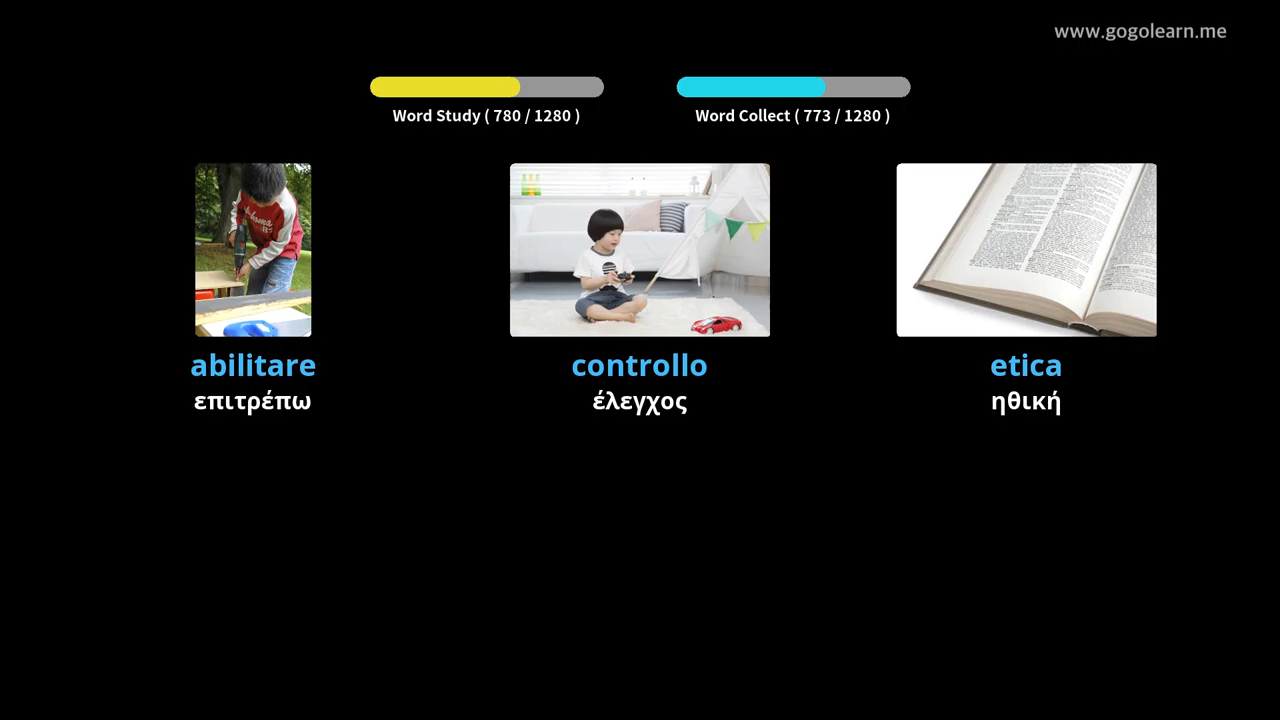 www.gogolearn.me
Word Study ( 780 / 1280 )
Word Collect ( 773 / 1280 )
abilitare
επιτρέπω
controllo
έλεγχος
etica
ηθική